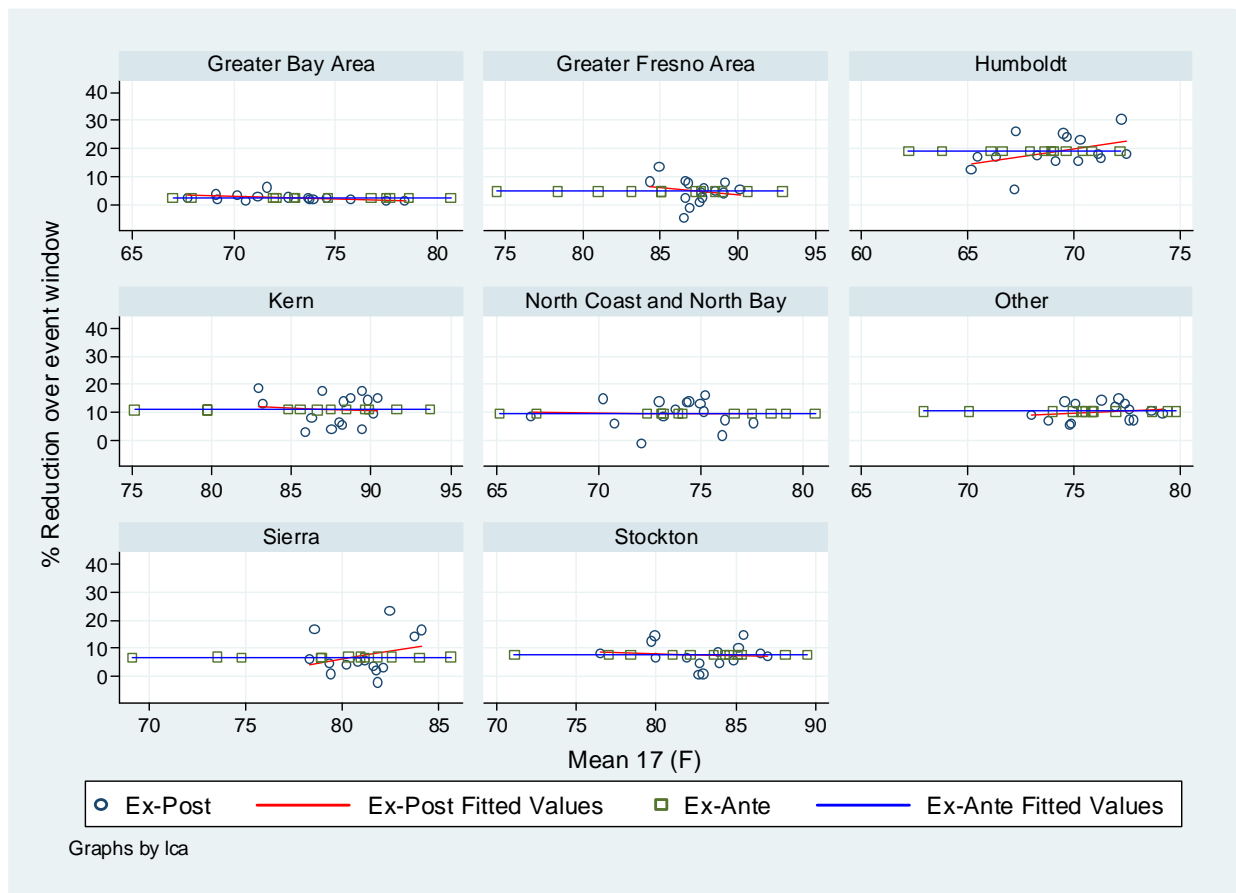 Greater Bay Area Greater Fresno Area Humboldt
40
30
20
10
0
65 70 75 80 75 80 85 90 95 60 65 70 75
Kern North Coast and North Bay Other
40
30
20
10
0
75 80 85 90 95 65 70 75 80 65 70 75 80
Sierra Stockton
40
30
20
10
0
70 75 80 85 70 75 80 85 90
% Reduction over event window
Mean 17 (F)
Ex-Post Ex-Post Fitted Values Ex-Ante Ex-Ante Fitted Values
Graphs by lca